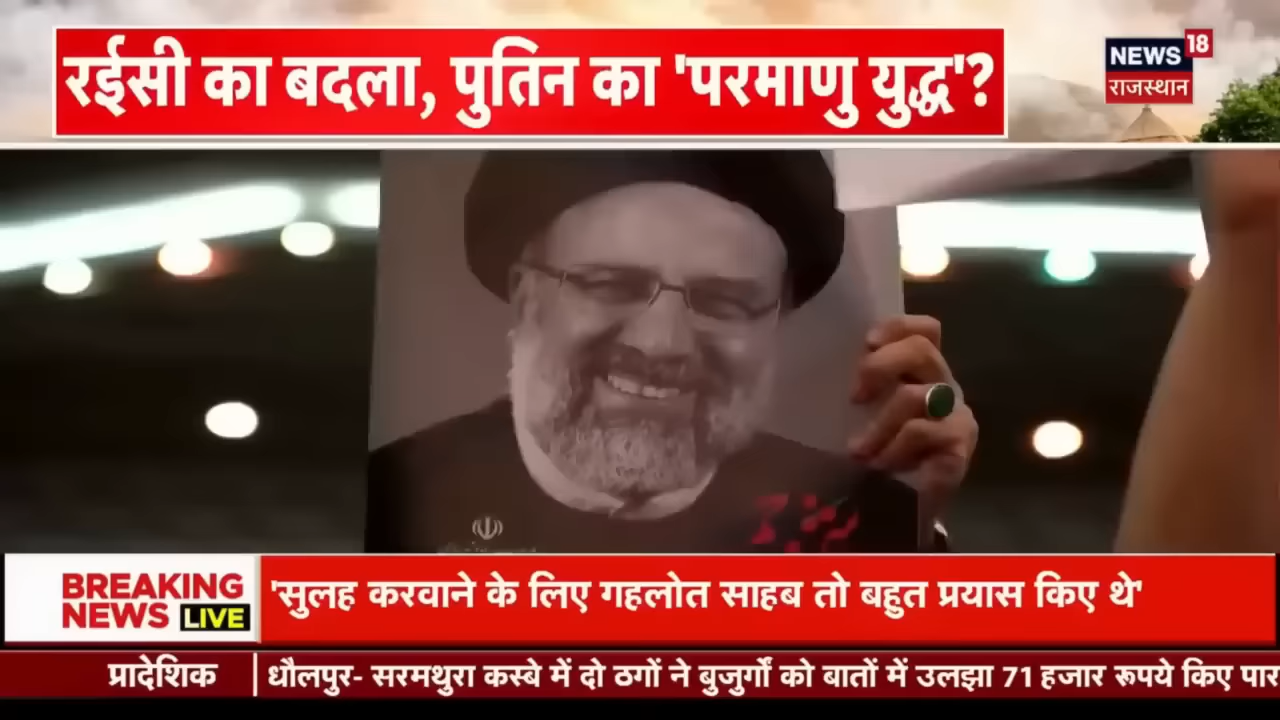 रईसी का बदला, पुतिन का 'परमाणु युद्ध'?
NEWS 18
राजस्थान
BREAKING
NEWS LIVE
'सुलह करवाने के लिए गहलोत साहब तो बहुत प्रयास किए थे'
प्रादेशिक
धौलपुर- सरमथुरा कस्बे में दो ठगों ने बुजुर्गों को बातों में उलझा 71 हजार रूपये किए पार